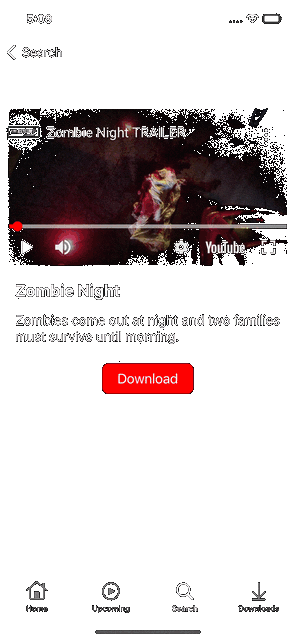 5:08
Search
Zombie Night TRAILER
Youtube
Zombie Night
Zombies come out at night and two families
must survive until morning.
Download
Home
Upcoming
Search
Downloads